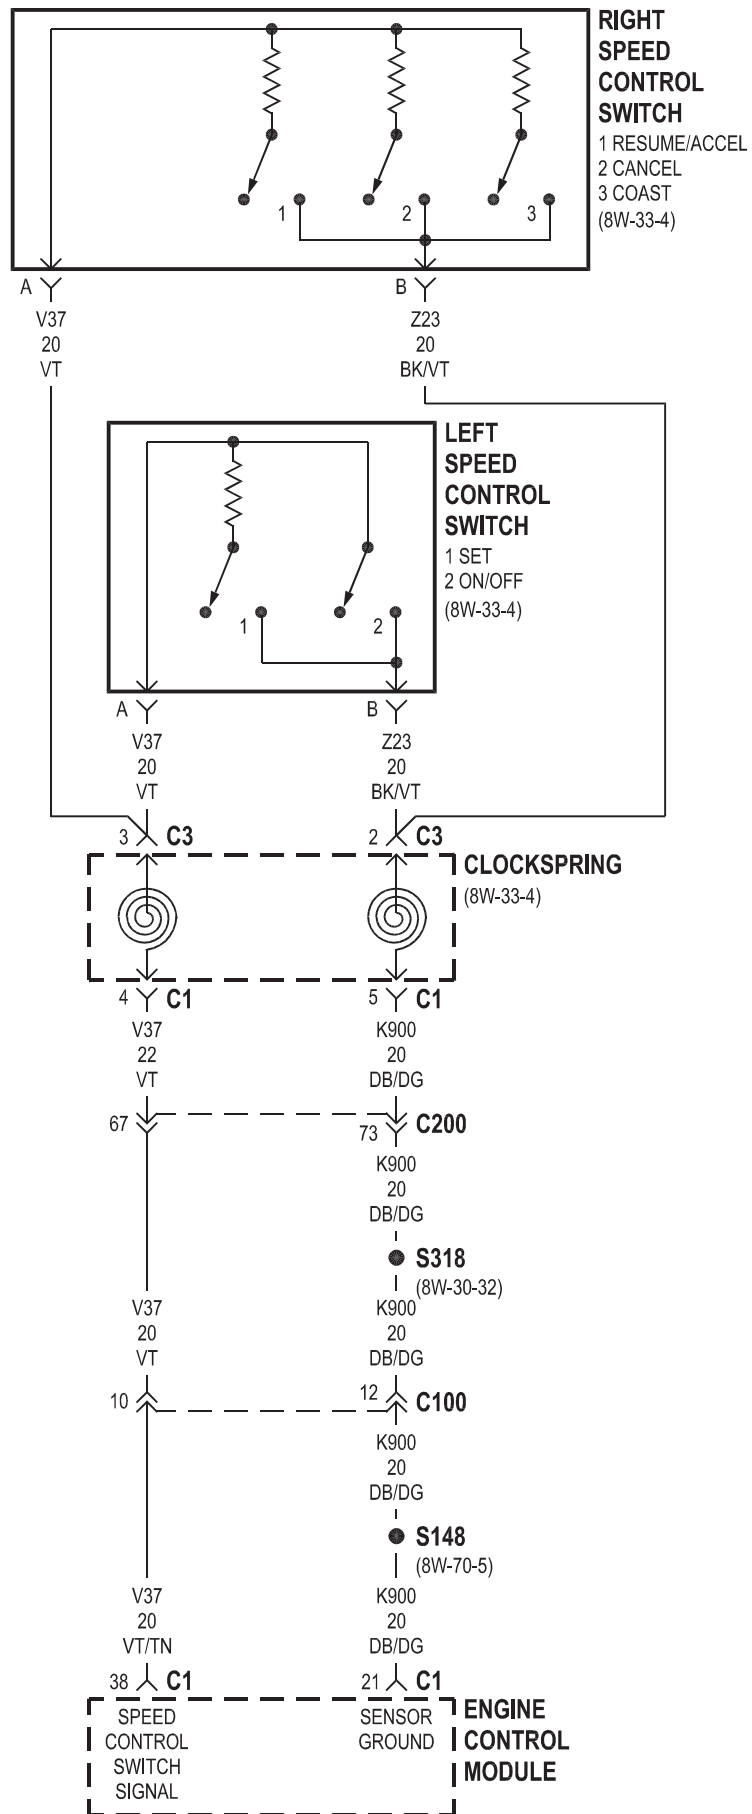 RIGHT
SPEED
CONTROL
SWITCH
1 RESUME/ACCEL
2 CANCEL
3 COAST
(8W-33-4)
1
2
3
A
B
V37
20
VT
Z23
20
BK/VT
LEFT
SPEED
CONTROL
SWITCH
1 SET
2 ON/OFF
(8W-33-4)
1
2
A
B
V37
20
VT
Z23
20
BK/VT
3 C3
2 C3
CLOCKSPRING
(8W-33-4)
4 C1
5 C1
V37
22
VT
K900
20
DB/DG
67
73 C200
K900
20
DB/DG
S318
(8W-30-32)
V37
20
VT
K900
20
DB/DG
10
12 C100
K900
20
DB/DG
S148
(8W-70-5)
V37
20
VT/TN
K900
20
DB/DG
38 C1
21 C1
SPEED
CONTROL
SWITCH
SIGNAL
SENSOR
GROUND
ENGINE
CONTROL
MODULE